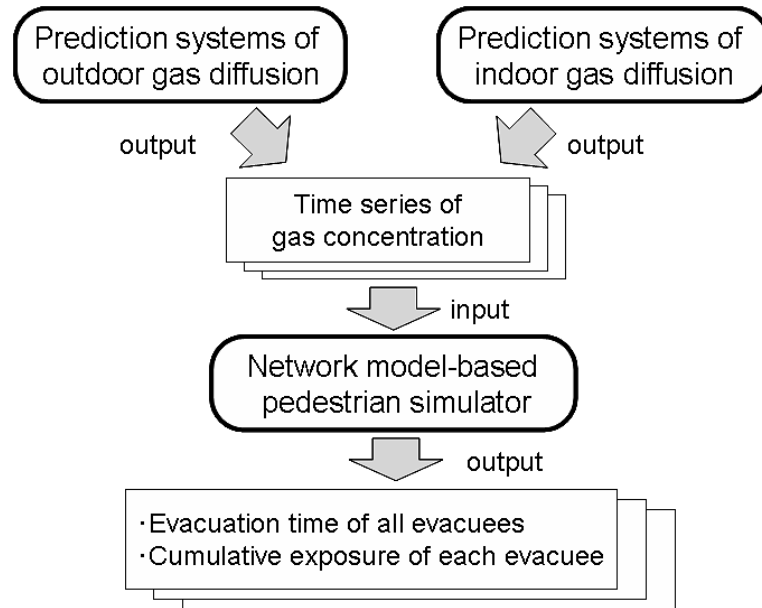 Prediction systems of
outdoor gas diffusion
Prediction systems of
indoor gas diffusion
output
output
Time series of
gas concentration
input
Network model-based
pedestrian simulator
output
·Evacuation time of all evacuees
·Cumulative exposure of each evacuee